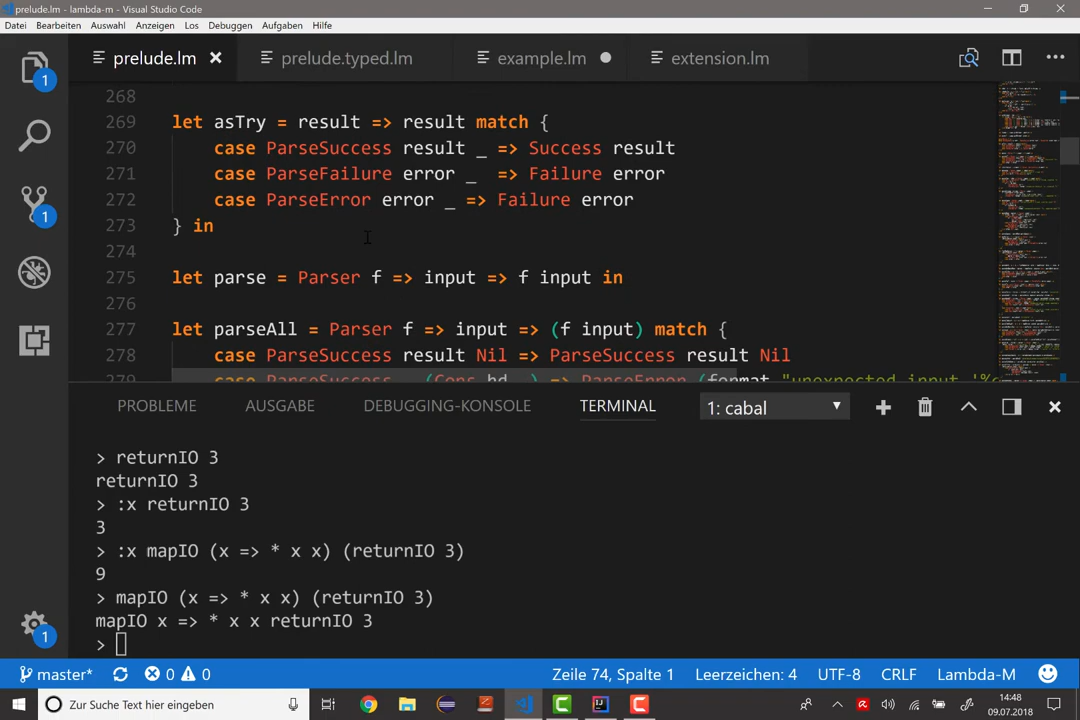 prelude.lm - lambda-m - Visual Studio Code
Datei Bearbeiten Auswahl Anzeigen Los Debuggen Aufgaben Hilfe
prelude.lm prelude.typed.lm example.lm extension.lm
268
269 let asTry = result => result match {
270 case ParseSuccess result _ => Success result
271 case ParseFailure error _  => Failure error
272 case ParseError error _ => Failure error
273 } in
274
275 let parse = Parser f => input => f input in
276
277 let parseAll = Parser f => input => (f input) match {
278 case ParseSuccess result Nil => ParseSuccess result Nil
279 case ParseSuccess _ (Cons hd _) => ParseError (format "unexpected input '%c
PROBLEME AUSGABE DEBUGGING-KONSOLE TERMINAL 1: cabal
> returnIO 3
returnIO 3
> :x returnIO 3
3
> :x mapIO (x => * x x) (returnIO 3)
9
> mapIO (x => * x x) (returnIO 3)
mapIO x => * x x returnIO 3
>
1
1
1
master* 0 0 Zeile 74, Spalte 1 Leerzeichen: 4 UTF-8 CRLF Lambda-M
Zur Suche Text hier eingeben
14:48
09.07.2018